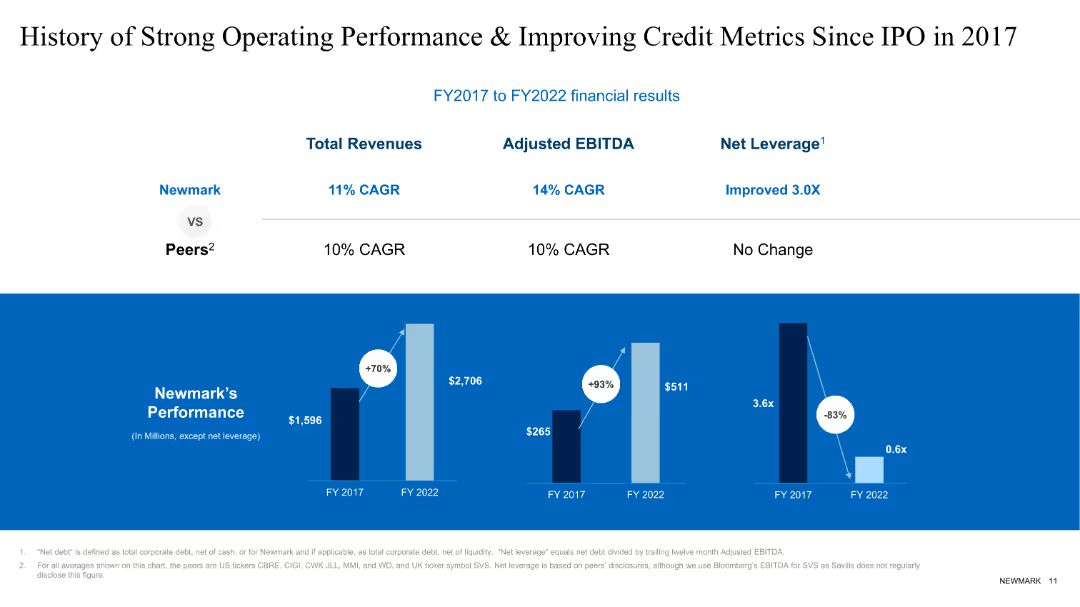 History of Strong Operating Performance & Improving Credit Metrics Since IPO in 2017
FY2017 to FY2022 financial results
Total Revenues Adjusted EBITDA Net Leverage1
Newmark 11% CAGR 14% CAGR Improved 3.0X
VS
Peers2 10% CAGR 10% CAGR No Change
Newmark's
Performance
(In Millions, except net leverage)
$1,596 +70% $2,706
FY 2017 FY 2022
$265 +93% $511
FY 2017 FY 2022
3.6x -83% 0.6x
FY 2017 FY 2022
1. "Net debt" is defined as total corporate debt, net of cash, or for Newmark and if applicable, as total corporate debt, net of liquidity. "Net leverage" equals net debt divided by trailing twelve month Adjusted EBITDA.
2. For all averages shown on this chart, the peers are US tickers CBRE, CIGI, CWK JLL, MMI, and WD, and UK ticker symbol SVS. Net leverage is based on peers' disclosures, although we use Bloomberg's EBITDA for SVS as Savills does not regularly
disclose this figure.
NEWMARK 11